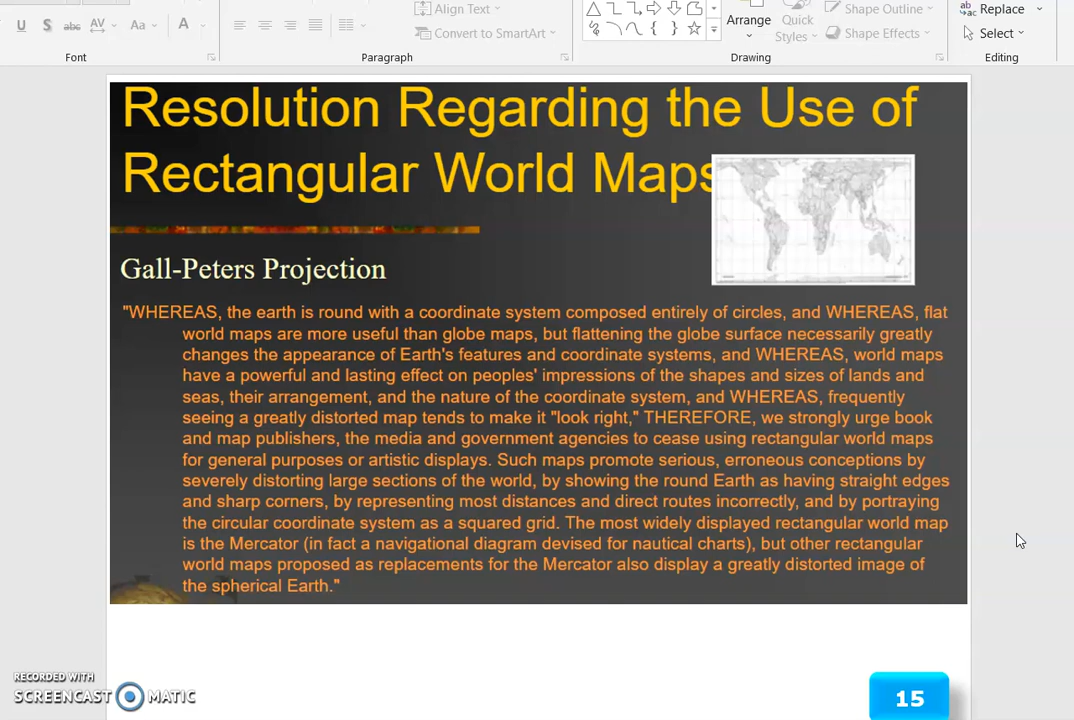 Align Text
Replace
U S abc AV Aa A
Arrange
Quick
Styles
Shape Outline
Convert to SmartArt
Shape Effects
Select
Font
Paragraph
Drawing
Editing
Resolution Regarding the Use of
Rectangular World Maps
Gall-Peters Projection
"WHEREAS, the earth is round with a coordinate system composed entirely of circles, and WHEREAS, flat
world maps are more useful than globe maps, but flattening the globe surface necessarily greatly
changes the appearance of Earth's features and coordinate systems, and WHEREAS, world maps
have a powerful and lasting effect on peoples' impressions of the shapes and sizes of lands and
seas, their arrangement, and the nature of the coordinate system, and WHEREAS, frequently
seeing a greatly distorted map tends to make it "look right," THEREFORE, we strongly urge book
and map publishers, the media and government agencies to cease using rectangular world maps
for general purposes or artistic displays. Such maps promote serious, erroneous conceptions by
severely distorting large sections of the world, by showing the round Earth as having straight edges
and sharp corners, by representing most distances and direct routes incorrectly, and by portraying
the circular coordinate system as a squared grid. The most widely displayed rectangular world map
is the Mercator (in fact a navigational diagram devised for nautical charts), but other rectangular
world maps proposed as replacements for the Mercator also display a greatly distorted image of
the spherical Earth."
RECORDED WITH
SCREENCAST MATIC
15